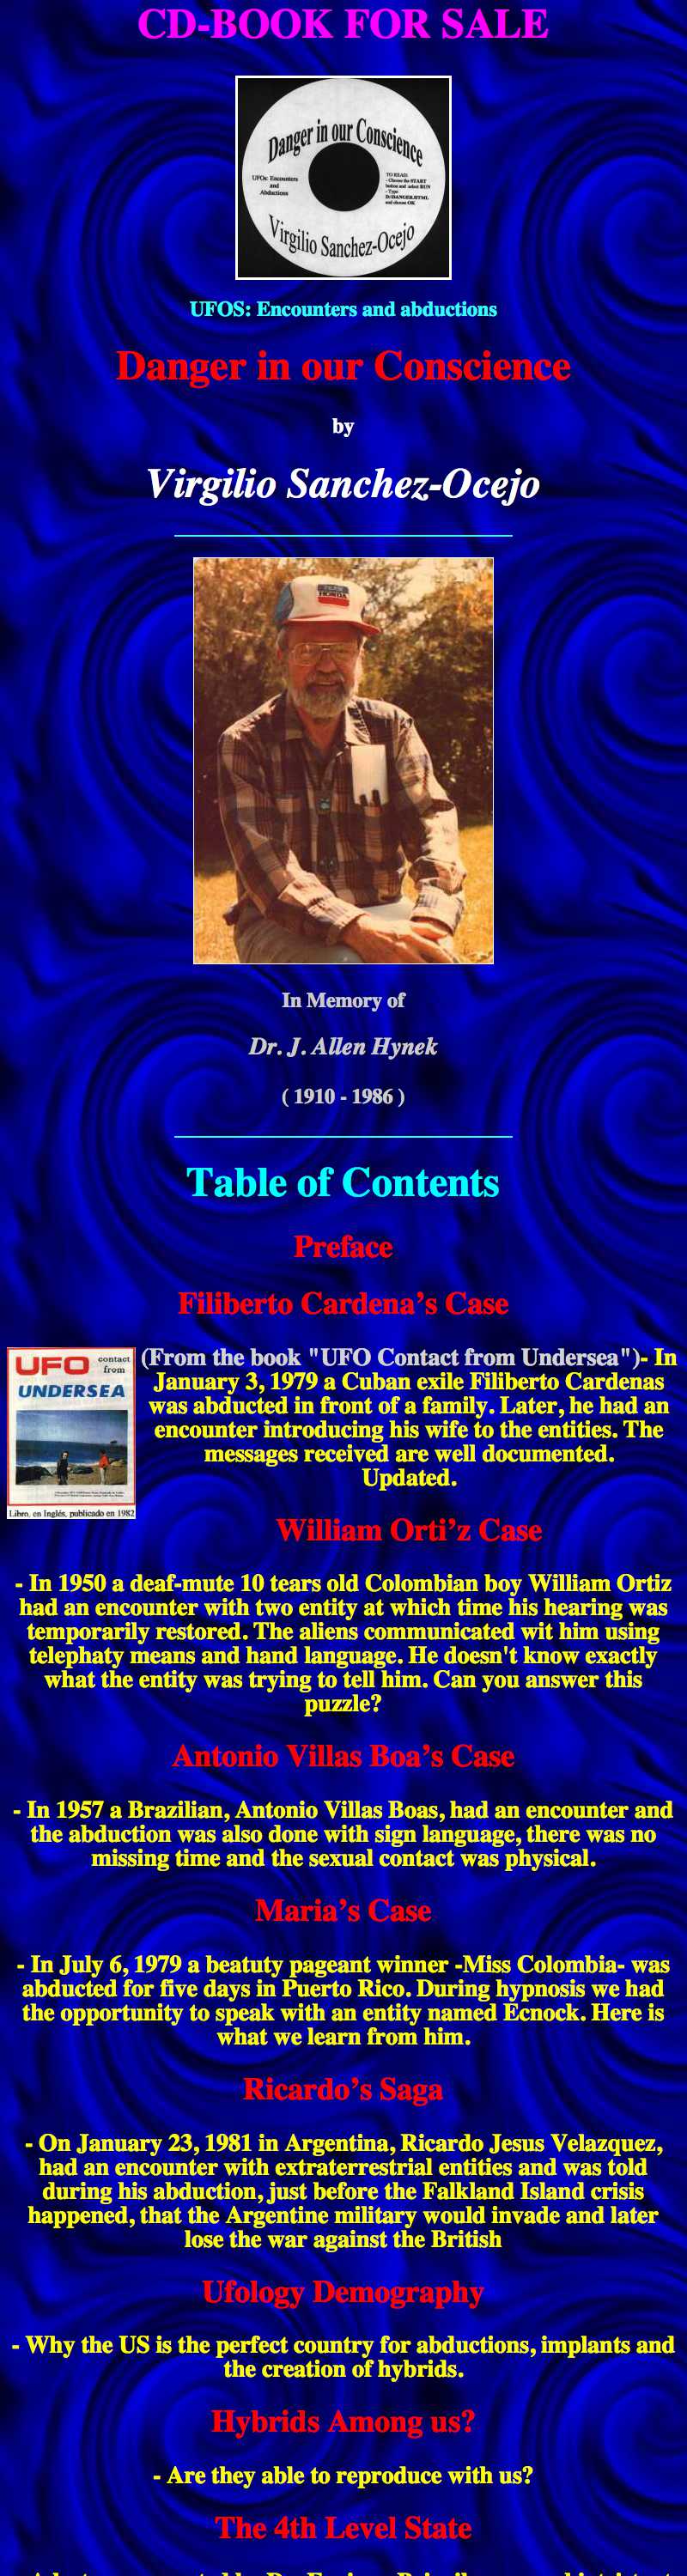 CD-BOOK FOR SALE
Danger in our Conscience
UFOs: Encounters
and
Abductions
TO READ:
- Choose the START
button and select RUN
- Type
D:\DANGER.HTML
and choose OK
Virgilio Sanchez-Ocejo
UFOS: Encounters and abductions
Danger in our Conscience
by
Virgilio Sanchez-Ocejo
HONDA
In Memory of
Dr. J. Allen Hynek
( 1910 - 1986 )
Table of Contents
Preface
Filiberto Cardena’s Case
UFO contact
from
UNDERSEA
Libro, en Inglés, publicado en 1982
(From the book "UFO Contact from Undersea")- In
January 3, 1979 a Cuban exile Filiberto Cardenas
was abducted in front of a family. Later, he had an
encounter introducing his wife to the entities. The
messages received are well documented.
Updated.
William Orti’z Case
- In 1950 a deaf-mute 10 tears old Colombian boy William Ortiz
had an encounter with two entity at which time his hearing was
temporarily restored. The aliens communicated wit him using
telephaty means and hand language. He doesn't know exactly
what the entity was trying to tell him. Can you answer this
puzzle?
Antonio Villas Boa’s Case
- In 1957 a Brazilian, Antonio Villas Boas, had an encounter and
the abduction was also done with sign language, there was no
missing time and the sexual contact was physical.
Maria’s Case
- In July 6, 1979 a beatuty pageant winner -Miss Colombia- was
abducted for five days in Puerto Rico. During hypnosis we had
the opportunity to speak with an entity named Ecnock. Here is
what we learn from him.
Ricardo’s Saga
- On January 23, 1981 in Argentina, Ricardo Jesus Velazquez,
had an encounter with extraterrestrial entities and was told
during his abduction, just before the Falkland Island crisis
happened, that the Argentine military would invade and later
lose the war against the British
Ufology Demography
- Why the US is the perfect country for abductions, implants and
the creation of hybrids.
Hybrids Among us?
- Are they able to reproduce with us?
The 4th Level State